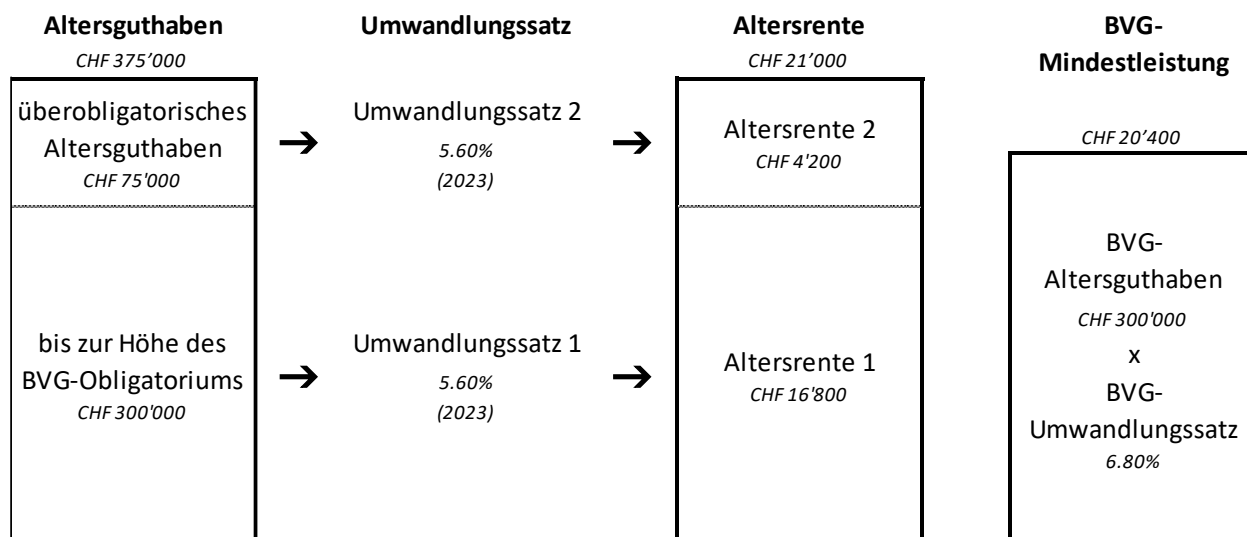 Altersguthaben
CHF 375’000
überobligatorisches
Altersguthaben
CHF 75'000
bis zur Höhe des
BVG-Obligatoriums
CHF 300'000
Umwandlungssatz
Umwandlungssatz 2
5.60%
(2023)
Umwandlungssatz 1
5.60%
(2023)
Altersrente
CHF 21’000
Altersrente 2
CHF 4'200
Altersrente 1
CHF 16'800
BVG-
Mindestleistung
CHF 20’400
BVG-
Altersguthaben
CHF 300'000
x
BVG-
Umwandlungssatz
6.80%